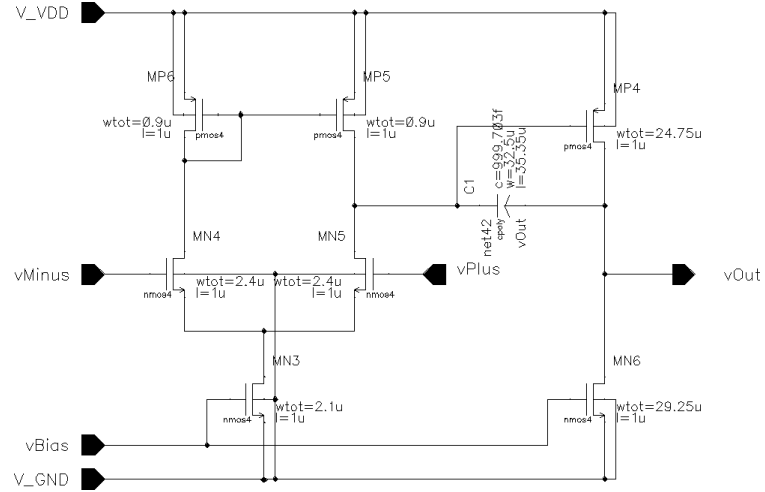 V_VDD
MP6
MP5
MP4
wtot=0.9u
l=1u
pmos4
wtot=0.9u
l=1u
pmos4
wtot=24.75u
l=1u
pmos4
C1
c=999.703f
w=32.5u
l=35.35u
net42
cpoly
vOut
MN4
MN5
vMinus
wtot=2.4u
l=1u
nmos4
wtot=2.4u
l=1u
nmos4
vPlus
vOut
MN3
MN6
wtot=2.1u
l=1u
nmos4
wtot=29.25u
l=1u
nmos4
vBias
V_GND